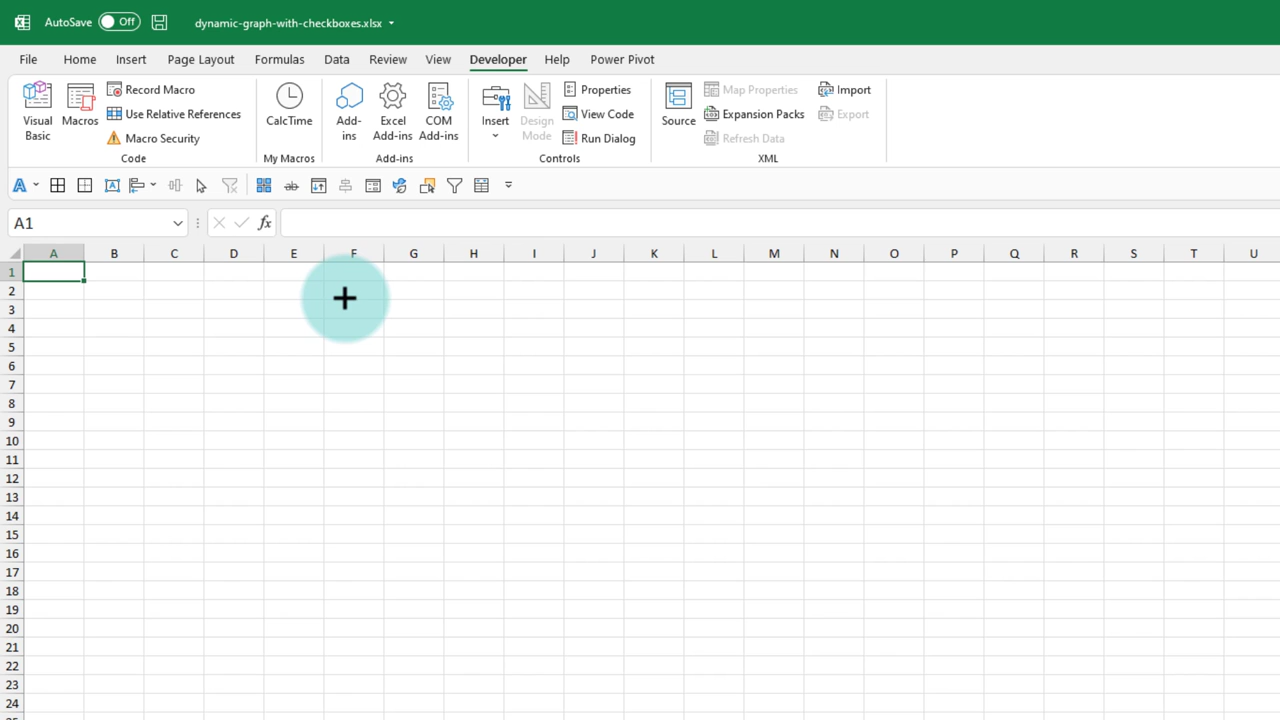 AutoSave Off dynamic-graph-with-checkboxes.xlsx
File Home Insert Page Layout Formulas Data Review View Developer Help Power Pivot
Visual Basic
Macros
Record Macro
Use Relative References
Macro Security
Code
CalcTime
My Macros
Add-ins
Excel Add-ins
COM Add-ins
Add-ins
Insert
Design Mode
Properties
View Code
Run Dialog
Controls
Source
Map Properties
Expansion Packs
Refresh Data
Import
Export
XML
A ab
A1 fx
A B C D E F G H I J K L M N O P Q R S T U
1
2
3
4
5
6
7
8
9
10
11
12
13
14
15
16
17
18
19
20
21
22
23
24